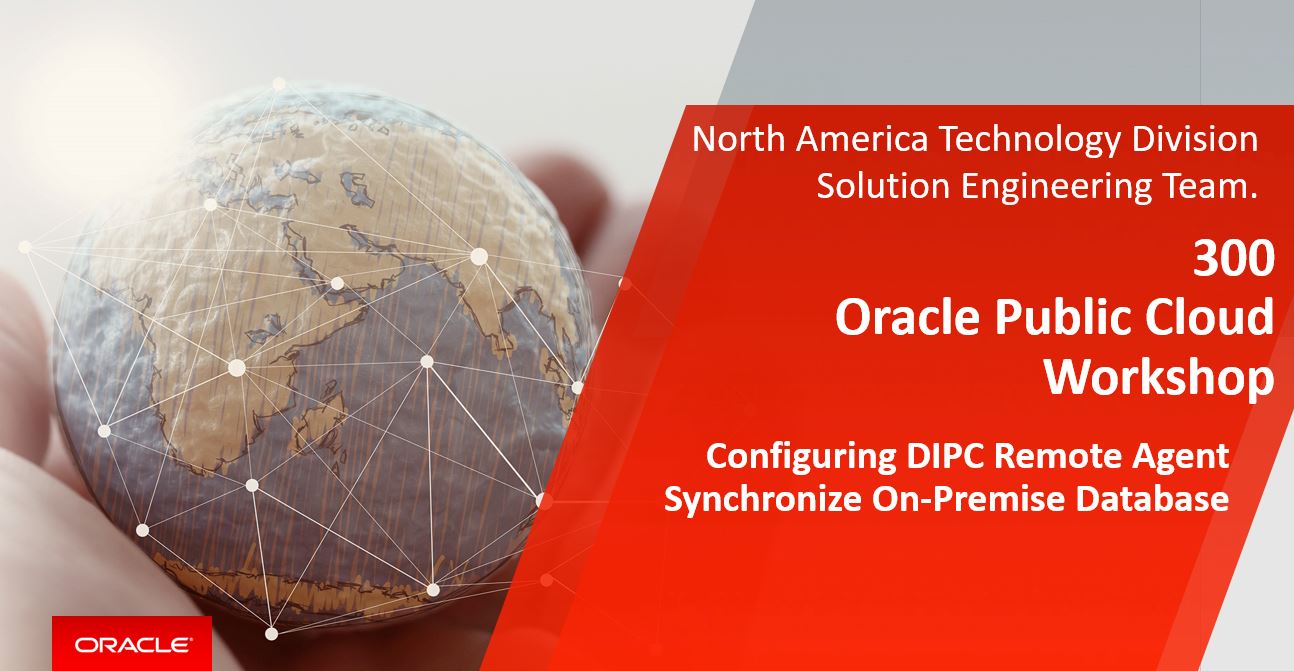 North America Technology Division
Solution Engineering Team.
300
Oracle Public Cloud
Workshop
Configuring DIPC Remote Agent
Synchronize On-Premise Database
ORACLE®